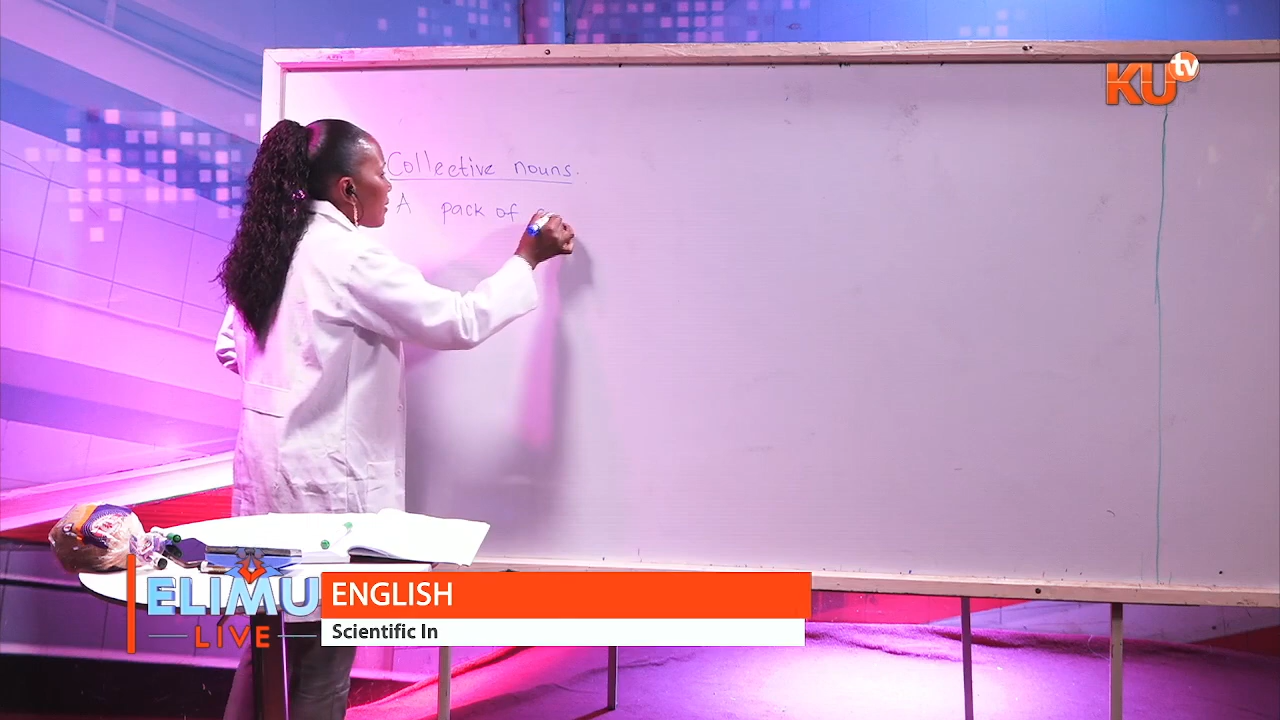 KU tv
Collective nouns.
A pack of
ELIMU
LIVE
ENGLISH
Scientific In